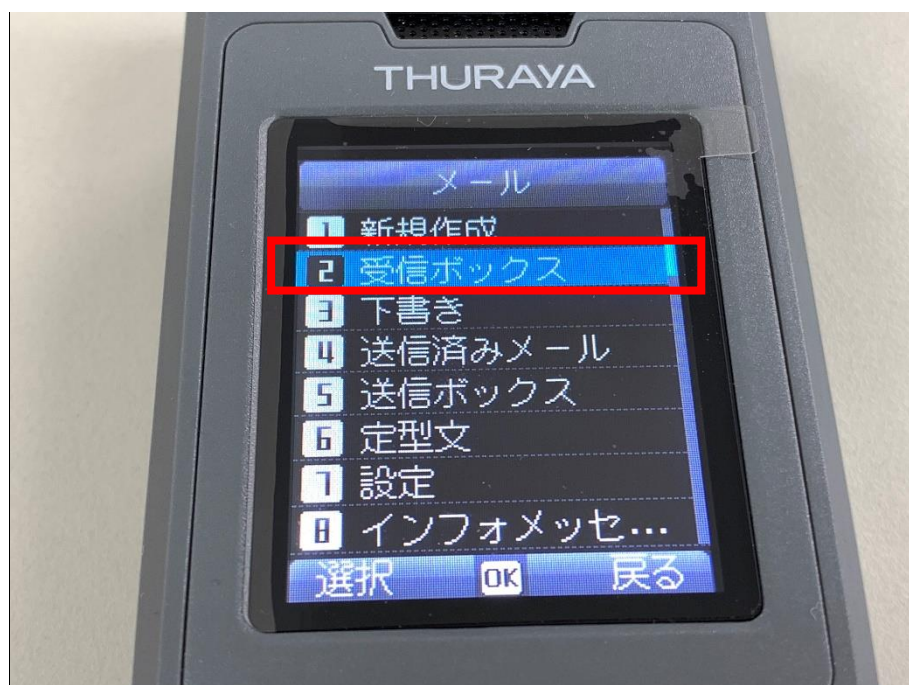 THURAYA
メール
1 新規作成
2 受信ボックス
3 下書き
4 送信済みメール
5 送信ボックス
6 定型文
7 設定
8 インフォメッセ...
選択 OK 戻る